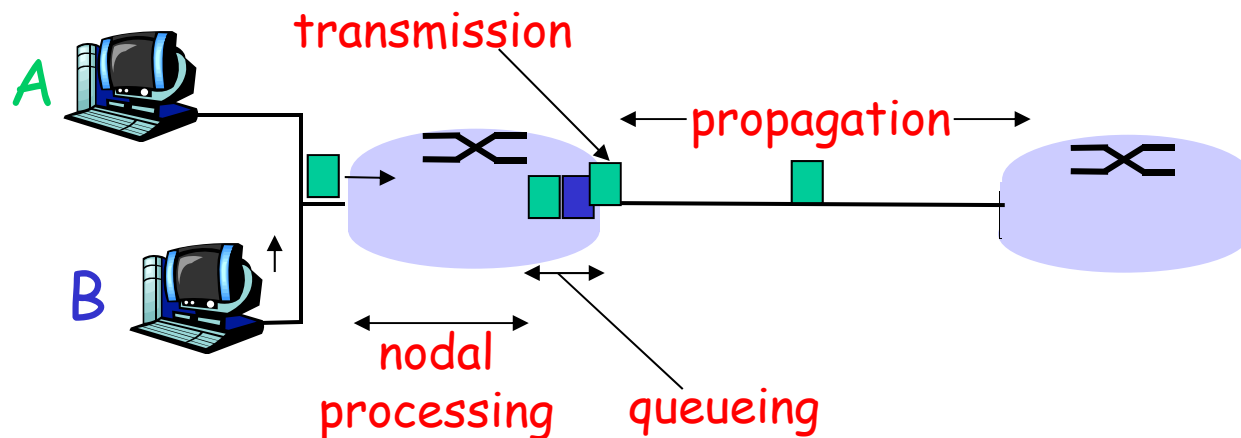 transmission
A
propagation
B
nodal
processing
queueing